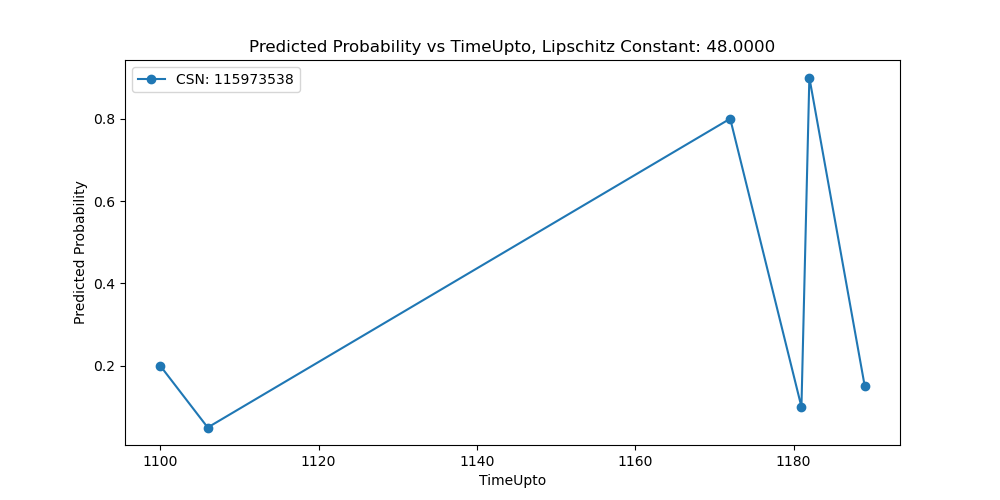 Predicted Probability vs TimeUpto, Lipschitz Constant: 48.0000
CSN: 115973538
Predicted Probability
0.8
0.6
0.4
0.2
1100 1120 1140 1160 1180
TimeUpto